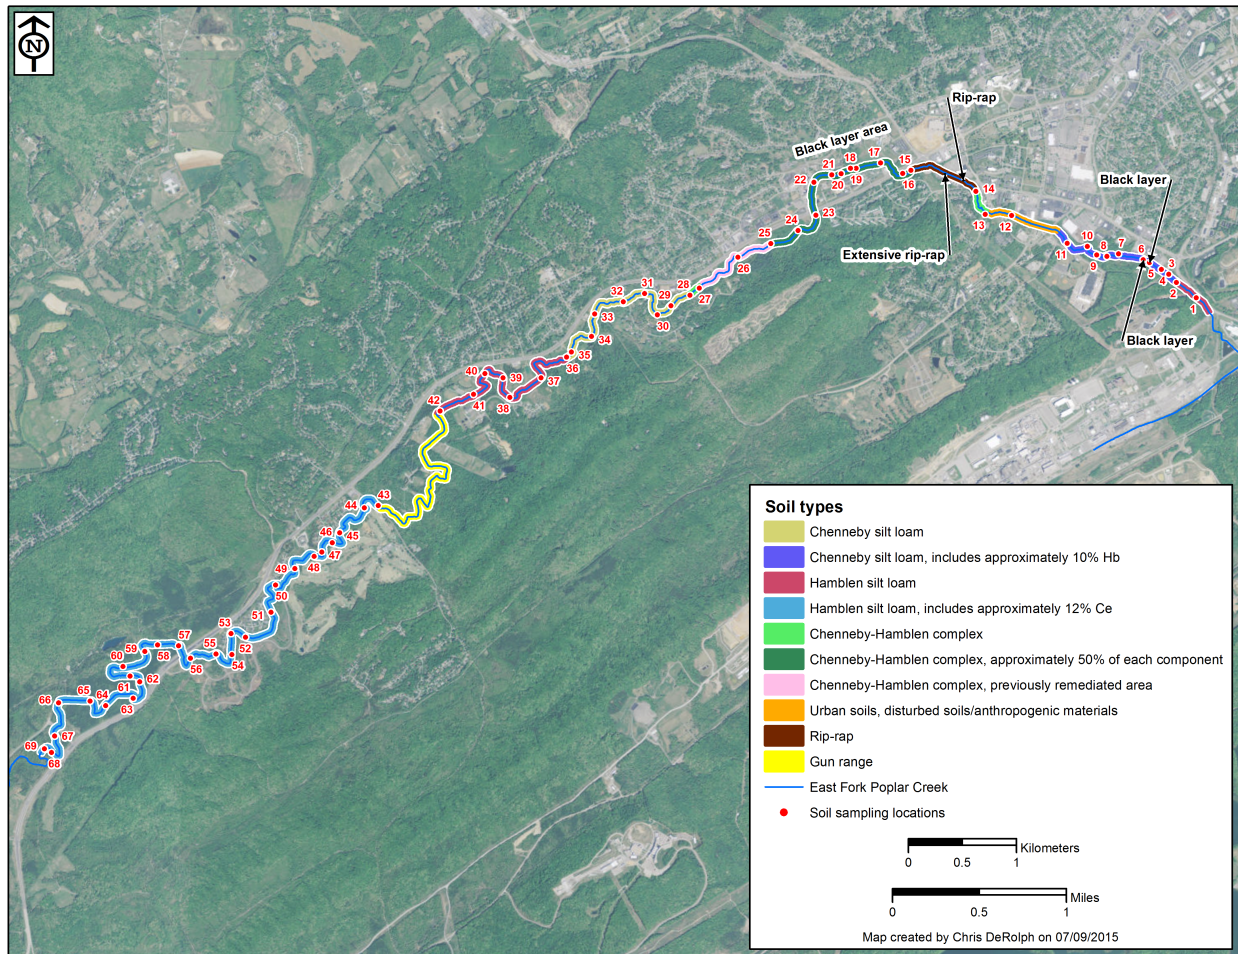 N
Rip-rap
Black layer area
Black layer
Extensive rip-rap
Black layer
1
2
3
4
5
6
7
8
9
10
11
12
13
14
15
16
17
18
19
20
21
22
23
24
25
26
27
28
29
30
31
32
33
34
35
36
37
38
39
40
41
42
43
44
45
46
47
48
49
50
51
52
53
54
55
56
57
58
59
60
61
62
63
64
65
66
67
68
69
Soil types
Chenneby silt loam
Chenneby silt loam, includes approximately 10% Hb
Hamblen silt loam
Hamblen silt loam, includes approximately 12% Ce
Chenneby-Hamblen complex
Chenneby-Hamblen complex, approximately 50% of each component
Chenneby-Hamblen complex, previously remediated area
Urban soils, disturbed soils/anthropogenic materials
Rip-rap
Gun range
East Fork Poplar Creek
Soil sampling locations
Kilometers
0 0.5 1
Miles
0 0.5 1
Map created by Chris DeRolph on 07/09/2015